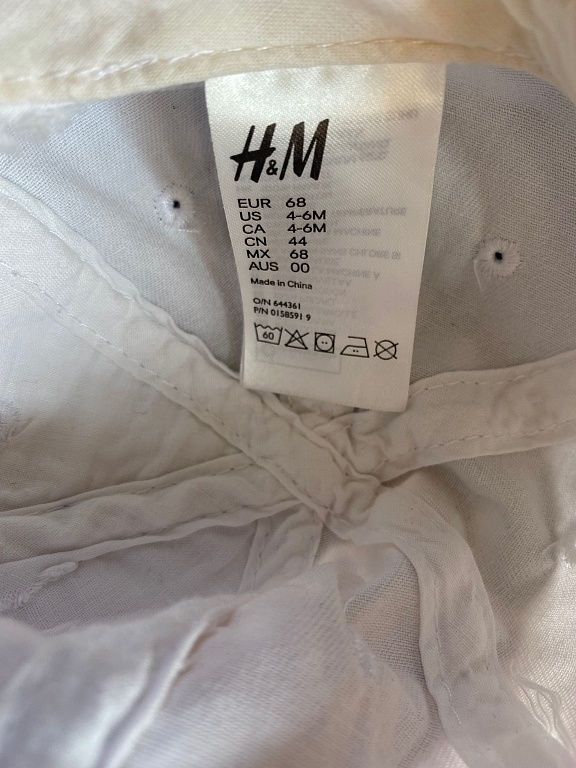 H&M
EUR 68
US 4-6M
CA 4-6M
CN 44
MX 68
AUS 00
Made in China
O/N 644361
P/N 0158591 9
60